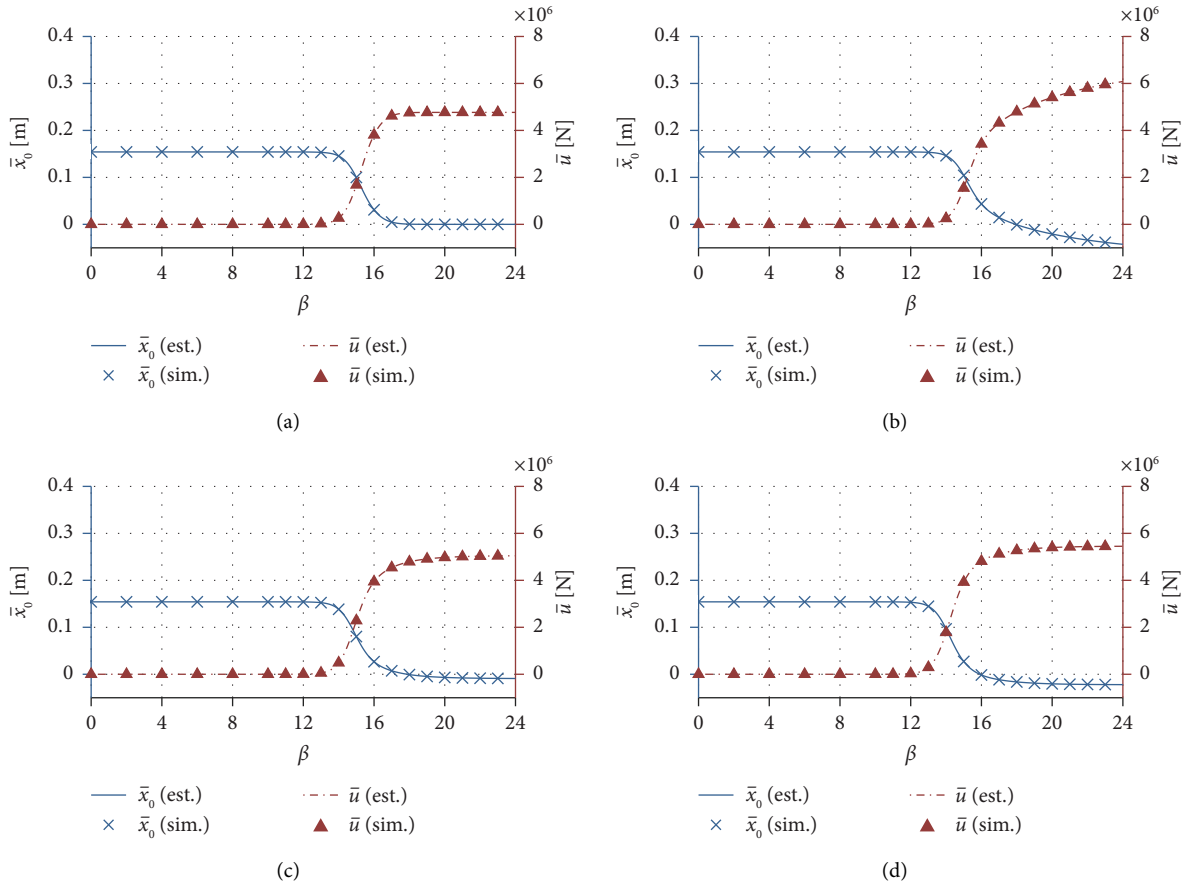 ×10⁶
0.4
0.3
0.2
0.1
0
x̄₀ [m]
8
6
4
2
0
ū [N]
0 4 8 12 16 20 24
β
x̄₀ (est.)
x̄₀ (sim.)
ū (est.)
ū (sim.)
(a)
×10⁶
0.4
0.3
0.2
0.1
0
x̄₀ [m]
8
6
4
2
0
ū [N]
0 4 8 12 16 20 24
β
x̄₀ (est.)
x̄₀ (sim.)
ū (est.)
ū (sim.)
(b)
×10⁶
0.4
0.3
0.2
0.1
0
x̄₀ [m]
8
6
4
2
0
ū [N]
0 4 8 12 16 20 24
β
x̄₀ (est.)
x̄₀ (sim.)
ū (est.)
ū (sim.)
(c)
×10⁶
0.4
0.3
0.2
0.1
0
x̄₀ [m]
8
6
4
2
0
ū [N]
0 4 8 12 16 20 24
β
x̄₀ (est.)
x̄₀ (sim.)
ū (est.)
ū (sim.)
(d)